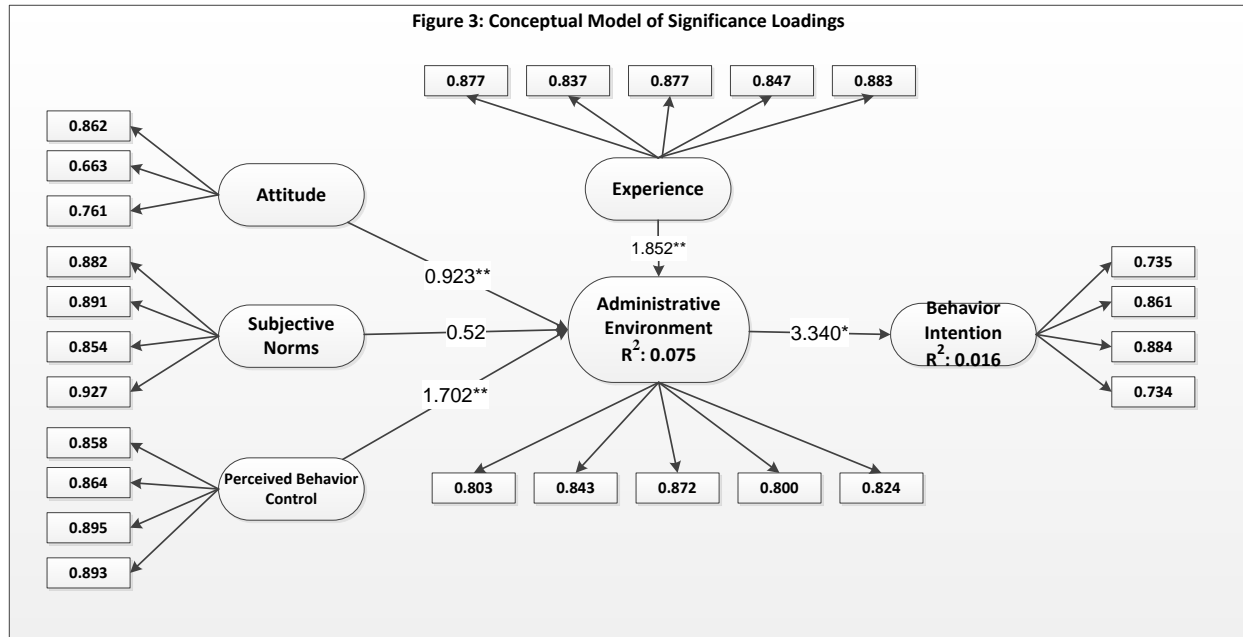 Figure 3: Conceptual Model of Significance Loadings
0.877
0.837
0.877
0.847
0.883
0.862
0.663
0.761
Attitude
Experience
0.923**
1.852**
0.882
0.891
0.854
0.927
Subjective
Norms
0.52
Administrative
Environment
R²: 0.075
3.340*
Behavior
Intention
R²: 0.016
0.735
0.861
0.884
0.734
1.702**
0.858
0.864
0.895
0.893
Perceived Behavior
Control
0.803
0.843
0.872
0.800
0.824